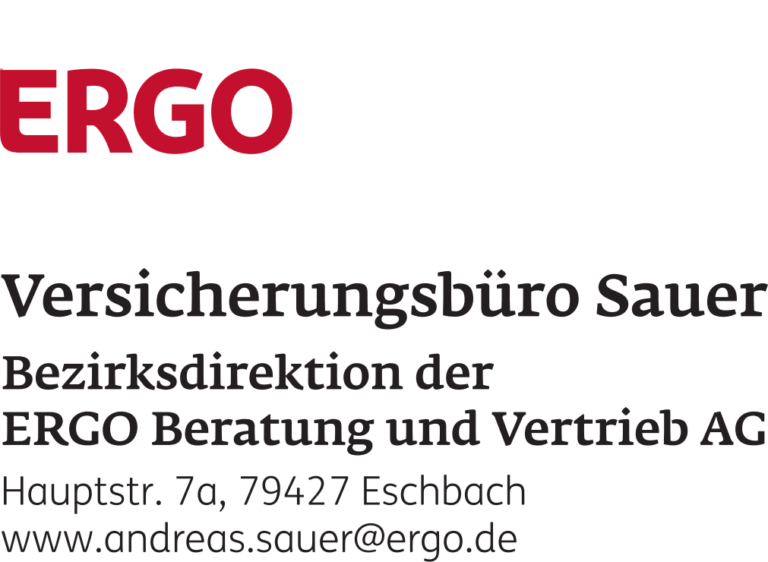 ERGO
Versicherungsbüro Sauer
Bezirksdirektion der
ERGO Beratung und Vertrieb AG
Hauptstr. 7a, 79427 Eschbach
www.andreas.sauer@ergo.de